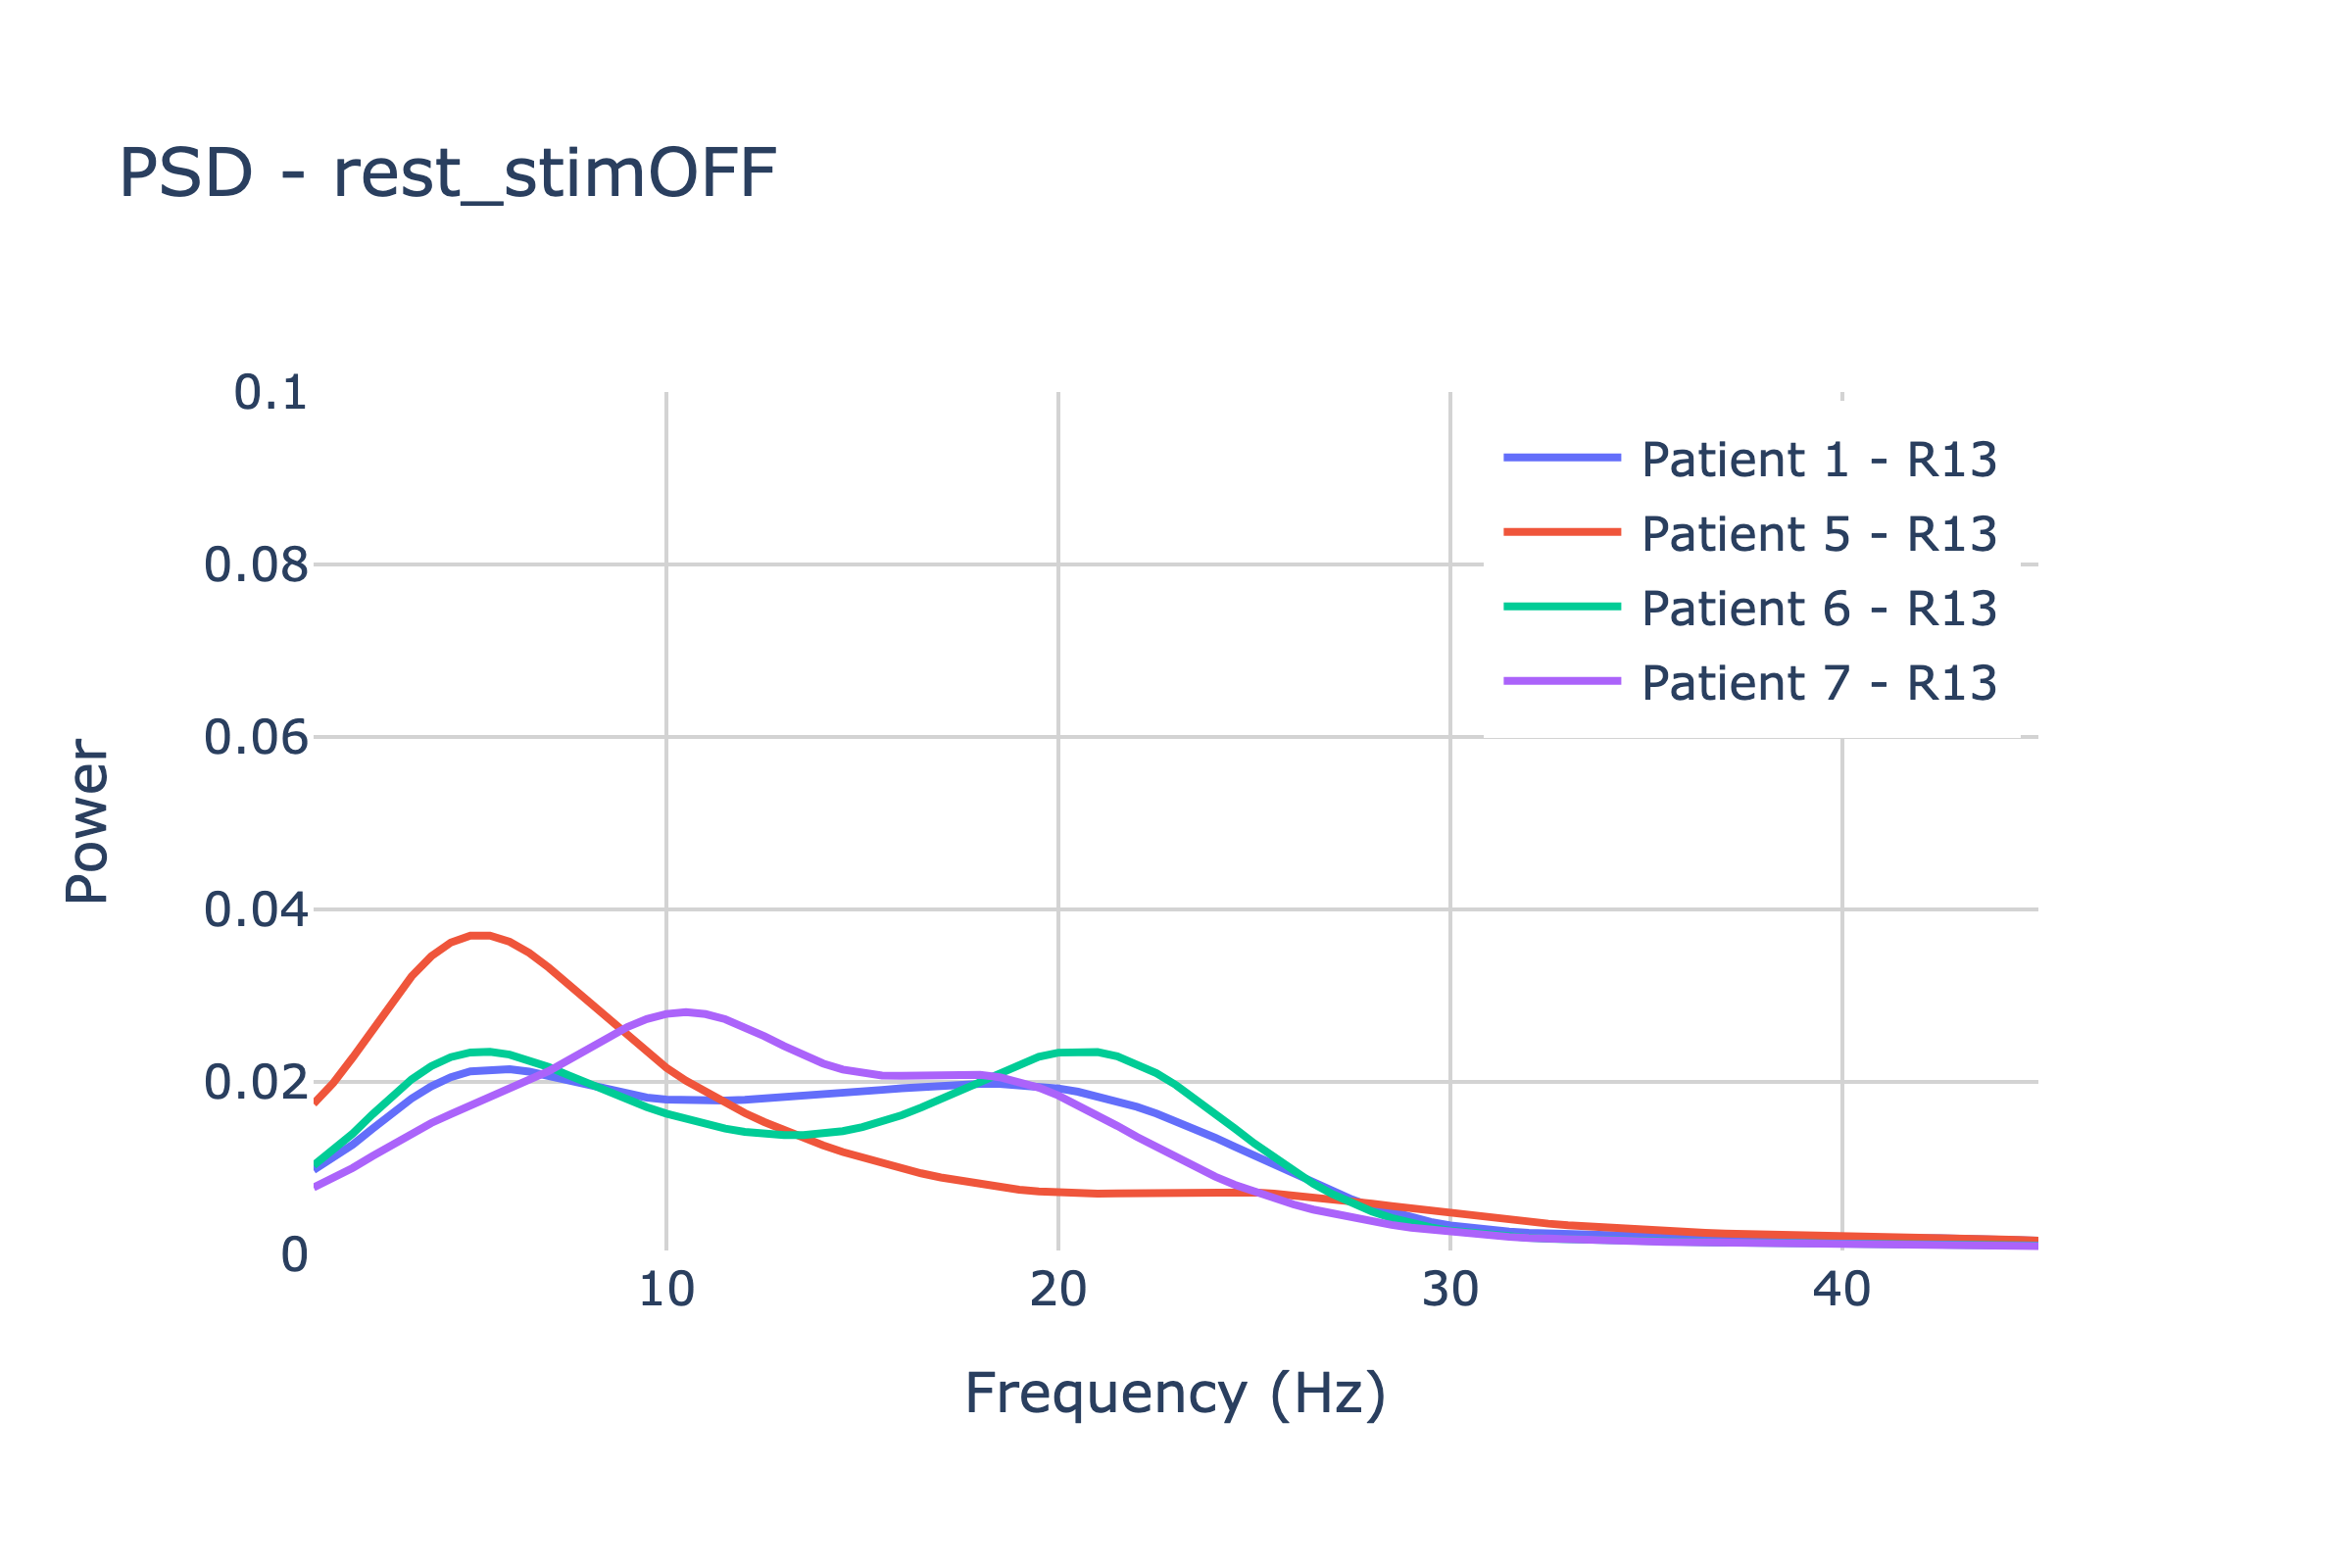 PSD - rest_stimOFF
0.1
0.08
0.06
0.04
0.02
0
Power
Patient 1 - R13
Patient 5 - R13
Patient 6 - R13
Patient 7 - R13
10 20 30 40
Frequency (Hz)